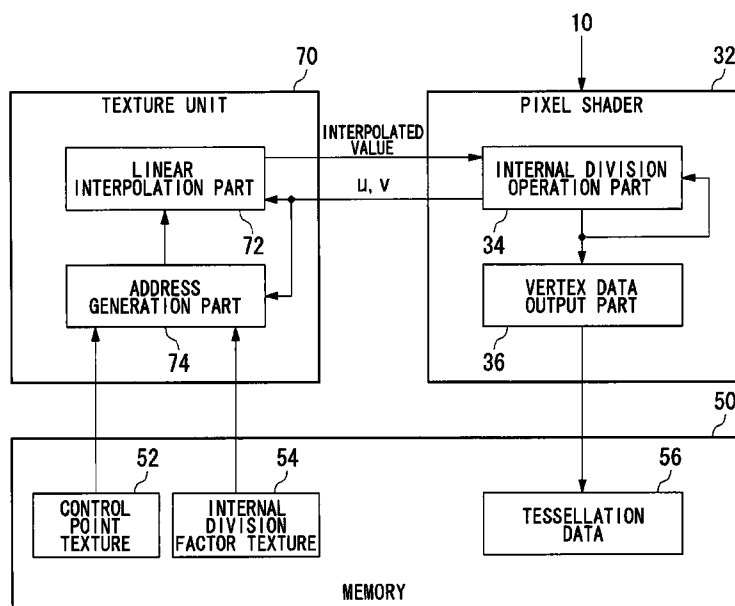 10
70
32
TEXTURE UNIT
PIXEL SHADER
LINEAR
INTERPOLATION PART
72
INTERPOLATED
VALUE
u, v
INTERNAL DIVISION
OPERATION PART
34
ADDRESS
GENERATION PART
74
VERTEX DATA
OUTPUT PART
36
50
52
54
56
CONTROL
POINT
TEXTURE
INTERNAL
DIVISION
FACTOR TEXTURE
TESSELLATION
DATA
MEMORY